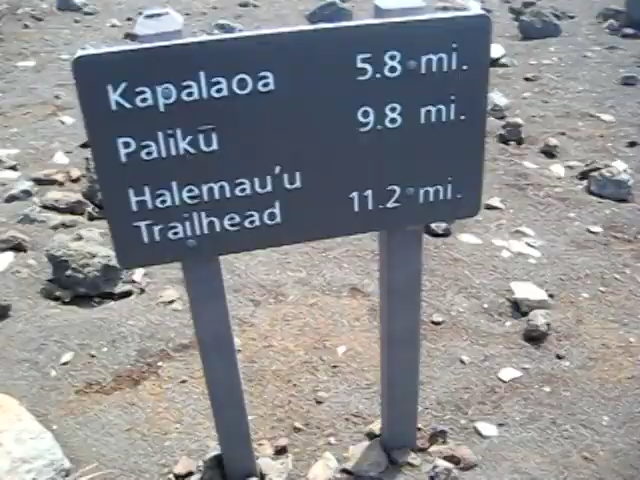 Kapalaoa 5.8 mi.
Palikū 9.8 mi.
Halemau'u
Trailhead 11.2 mi.